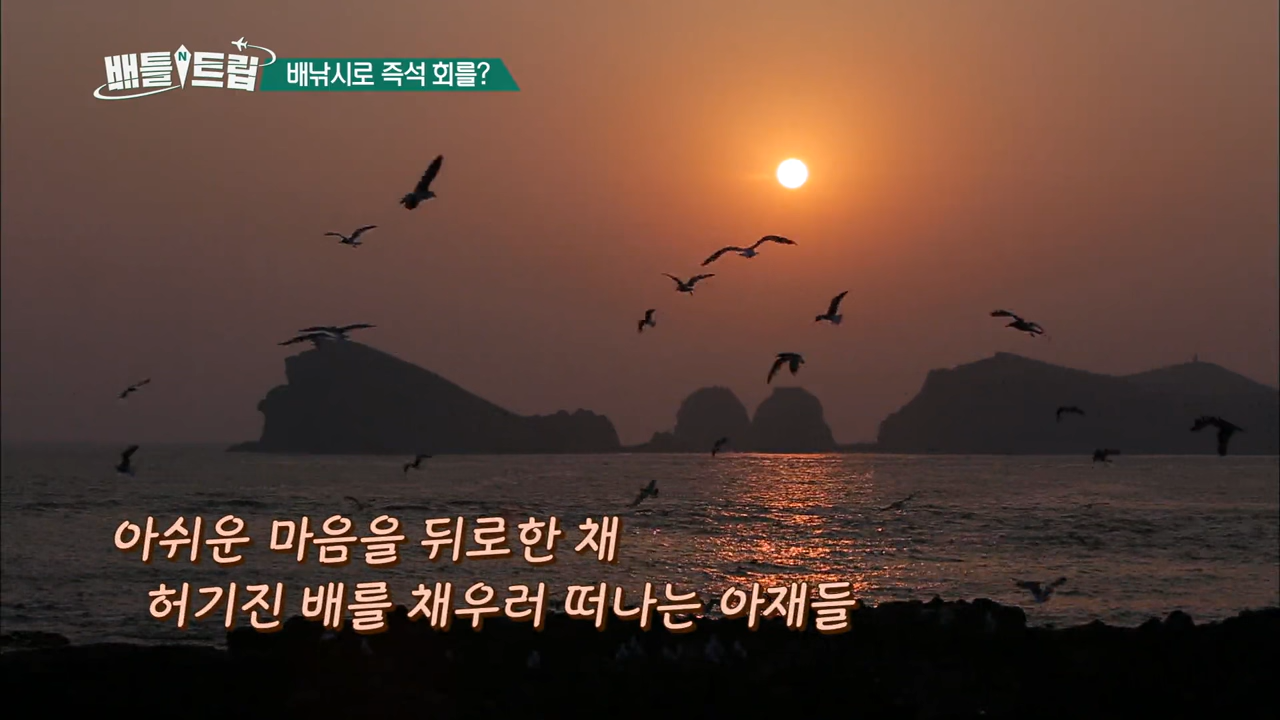 배틀트립 배낚시로 즉석 회를?
아쉬운 마음을 뒤로한 채
허기진 배를 채우러 떠나는 아재들